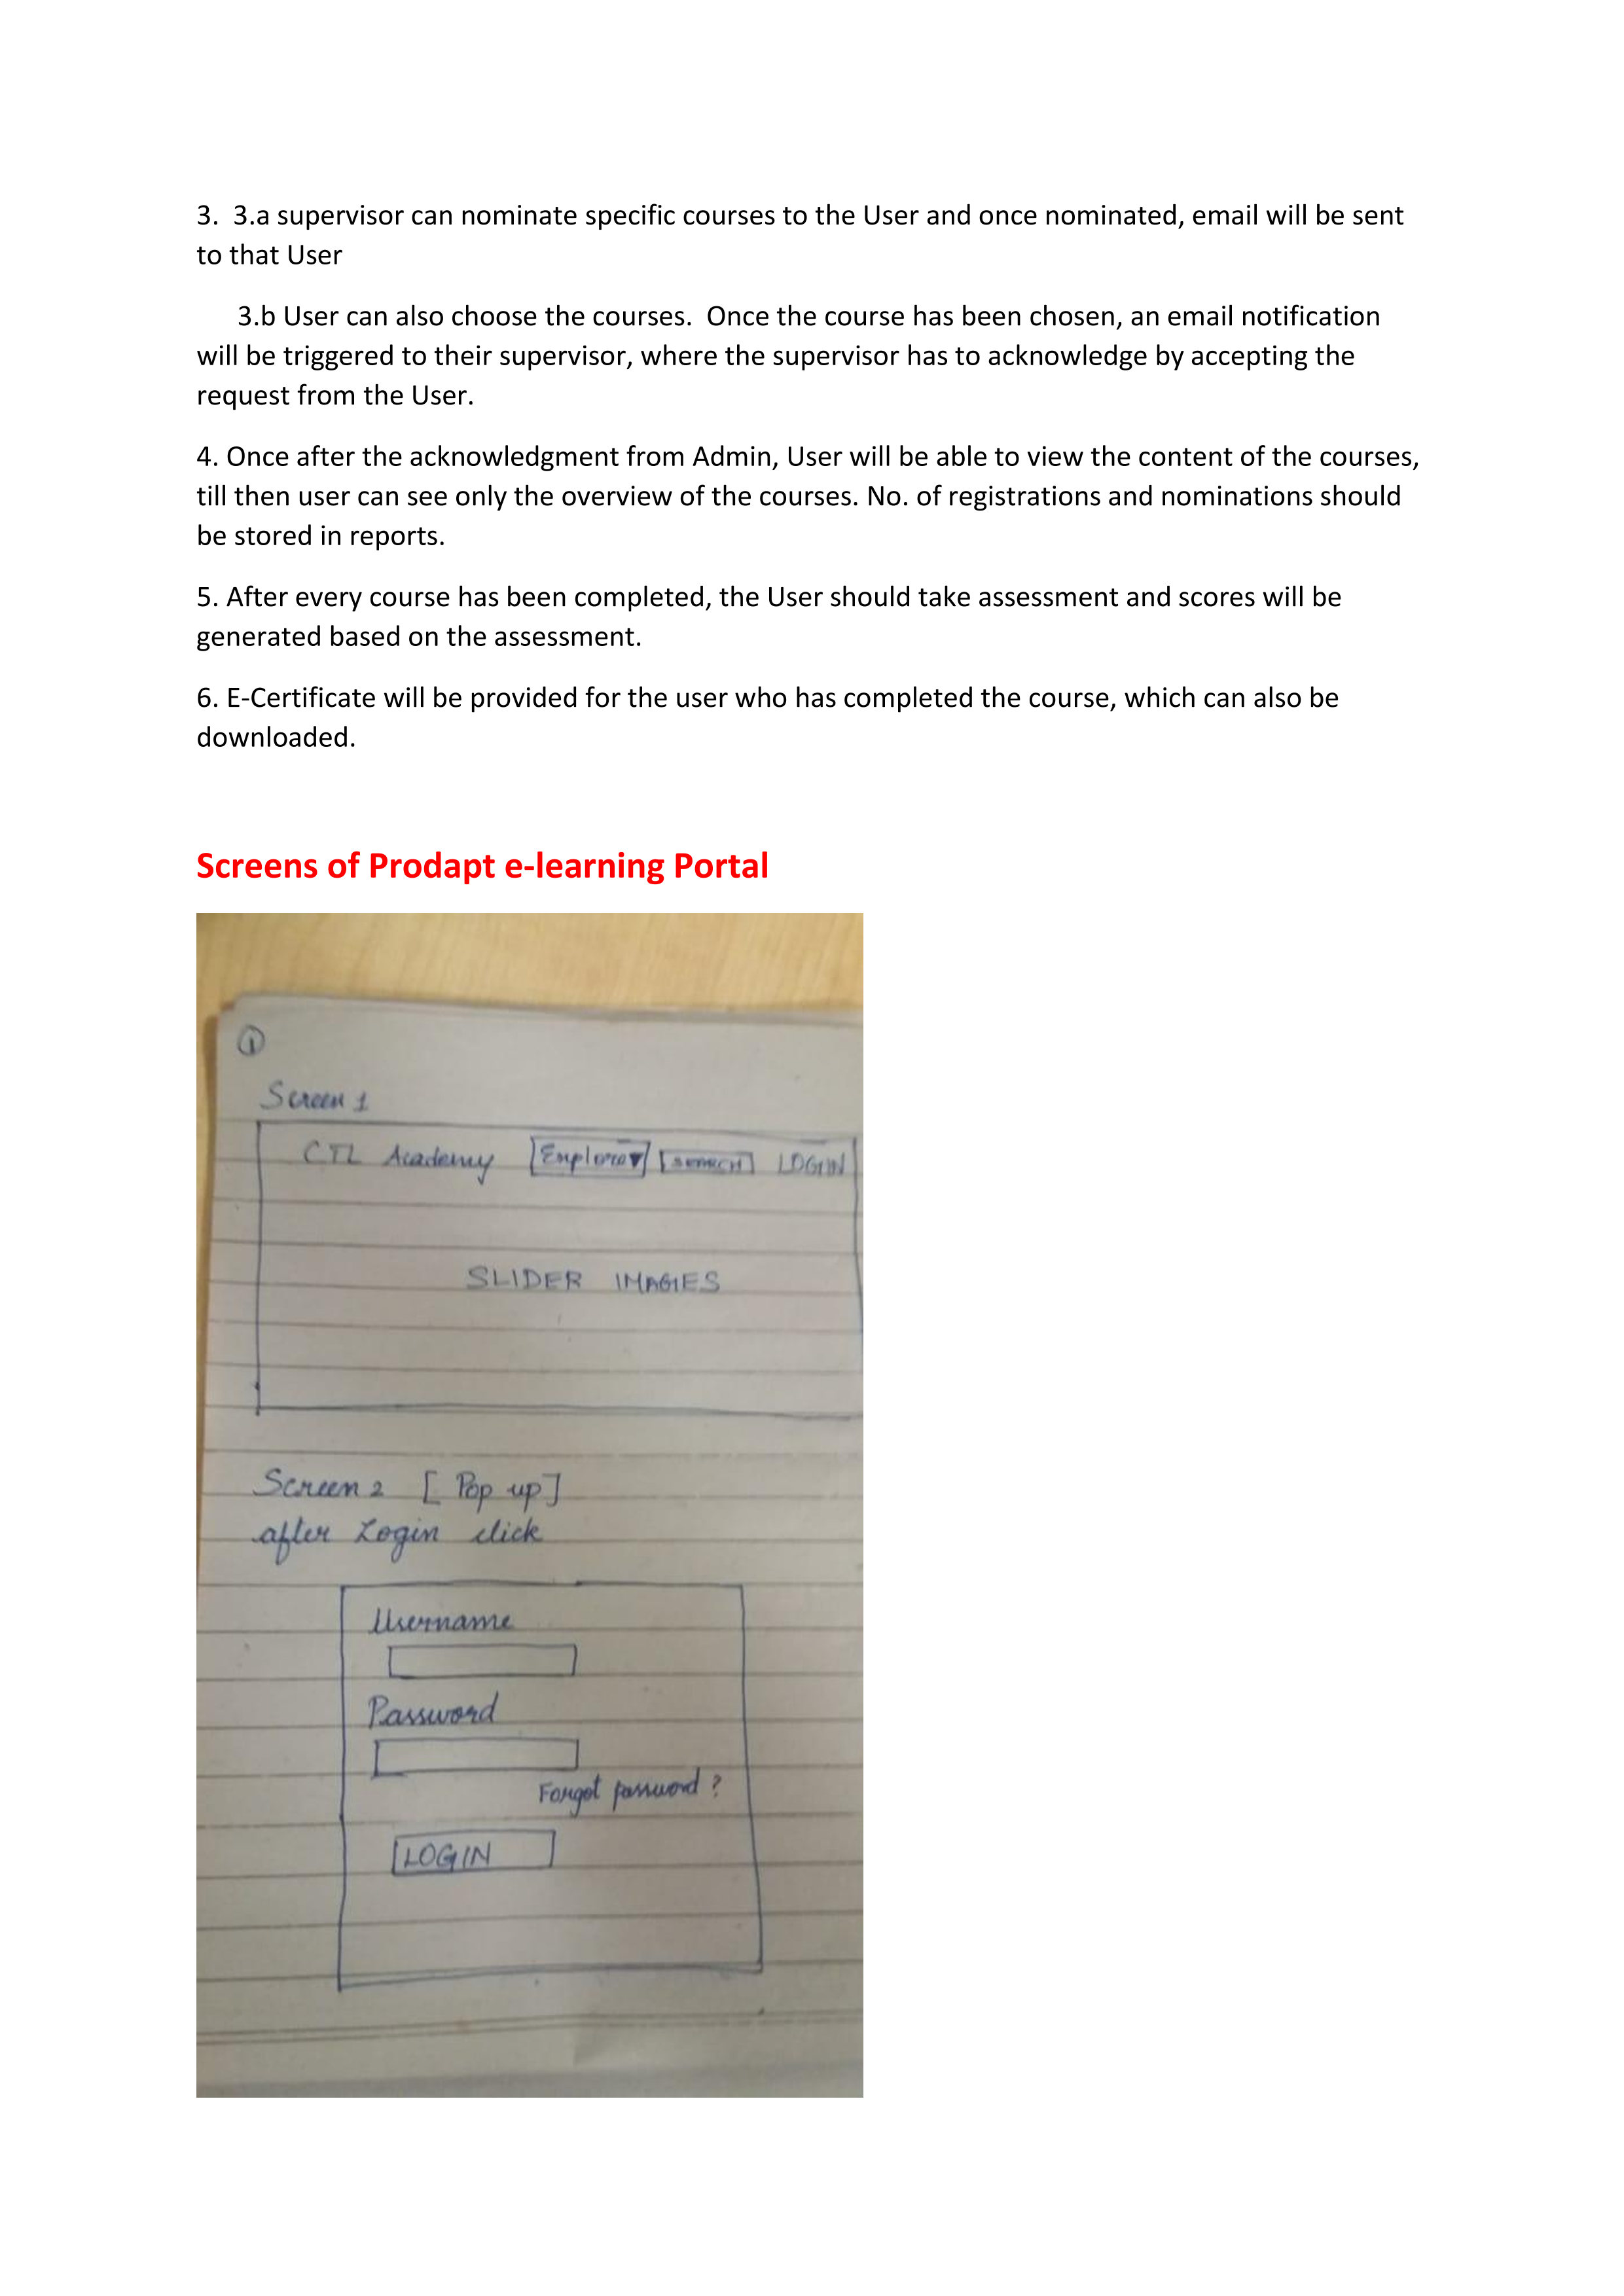 3.  3.a supervisor can nominate specific courses to the User and once nominated, email will be sent
to that User
3.b User can also choose the courses.  Once the course has been chosen, an email notification
will be triggered to their supervisor, where the supervisor has to acknowledge by accepting the
request from the User.
4. Once after the acknowledgment from Admin, User will be able to view the content of the courses,
till then user can see only the overview of the courses. No. of registrations and nominations should
be stored in reports.
5. After every course has been completed, the User should take assessment and scores will be
generated based on the assessment.
6. E-Certificate will be provided for the user who has completed the course, which can also be
downloaded.
Screens of Prodapt e-learning Portal
1
Screen 1
CTL Academy Explore SEARCH LOGIN
SLIDER IMAGES
Screen 2 [ Pop up ]
after Login click
Username
Password
Forgot password ?
LOGIN